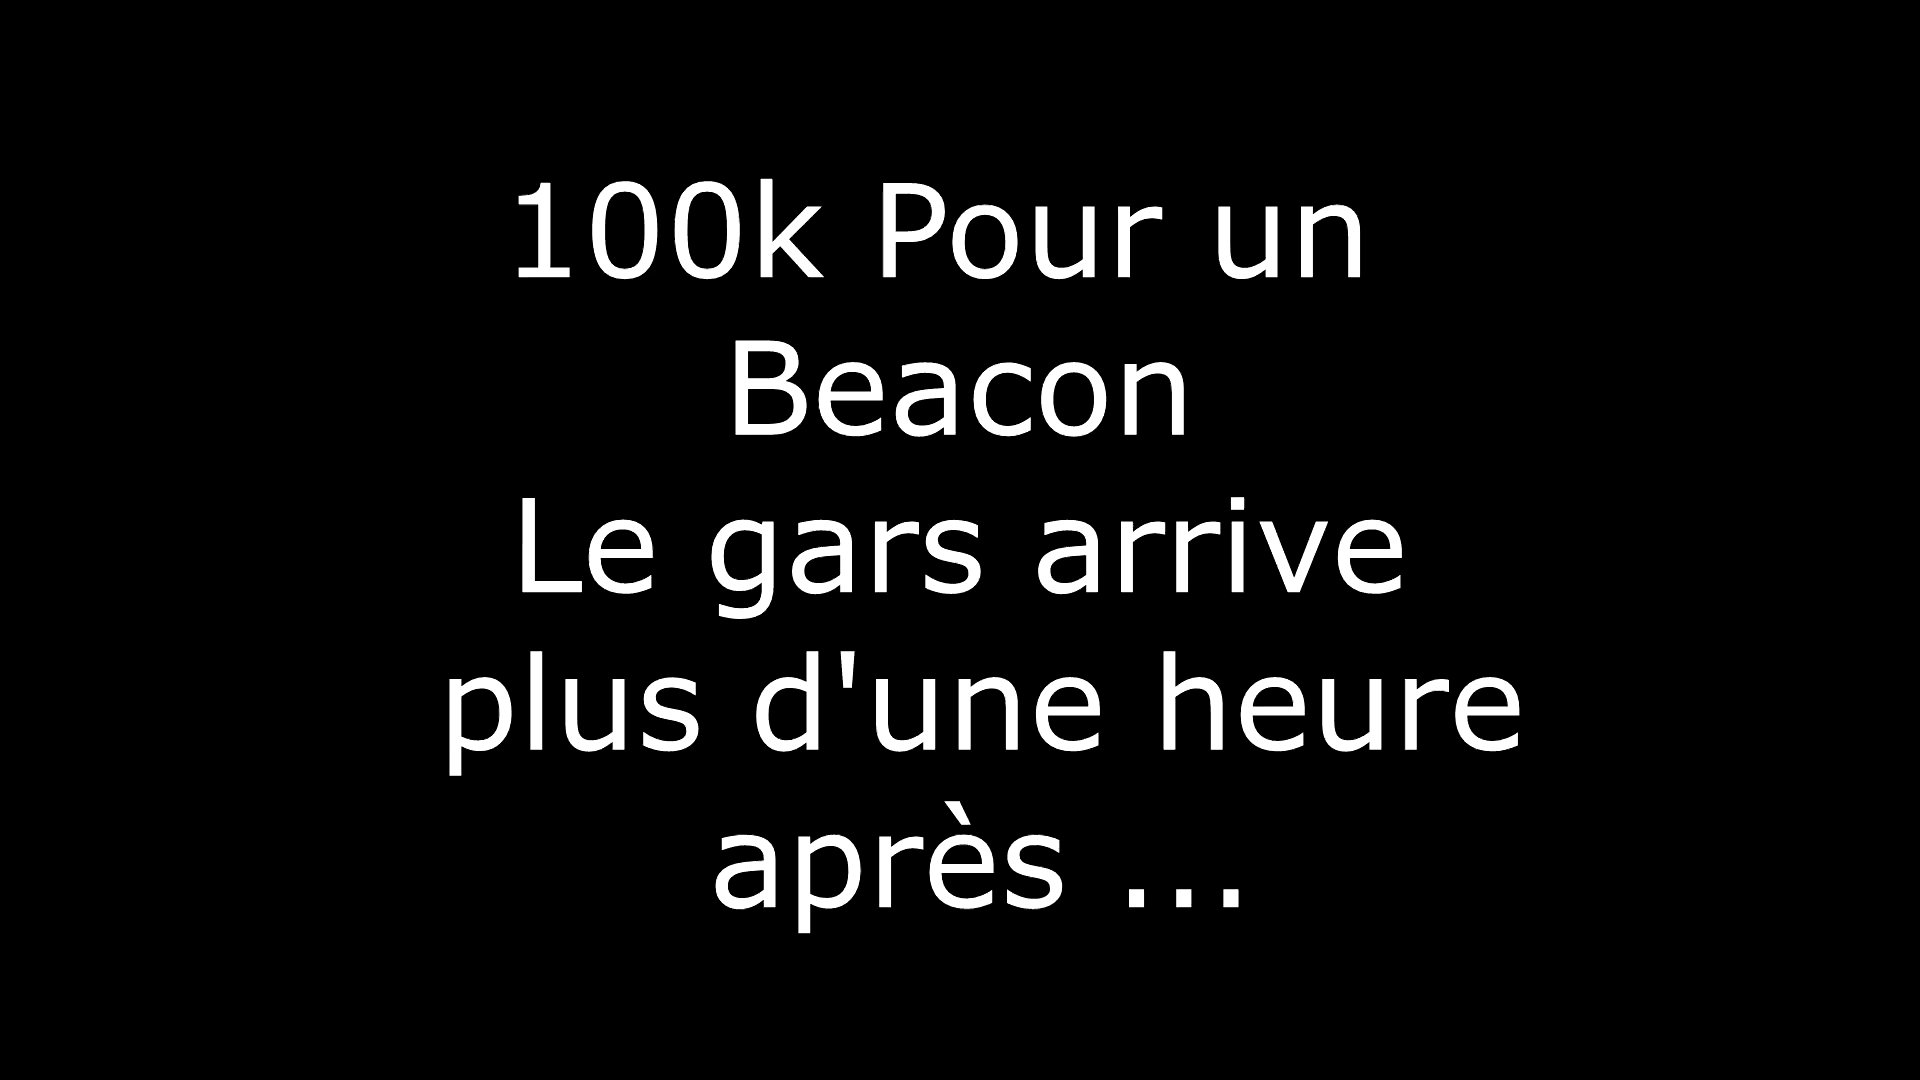 100k Pour un
Beacon
Le gars arrive
plus d'une heure
après ...